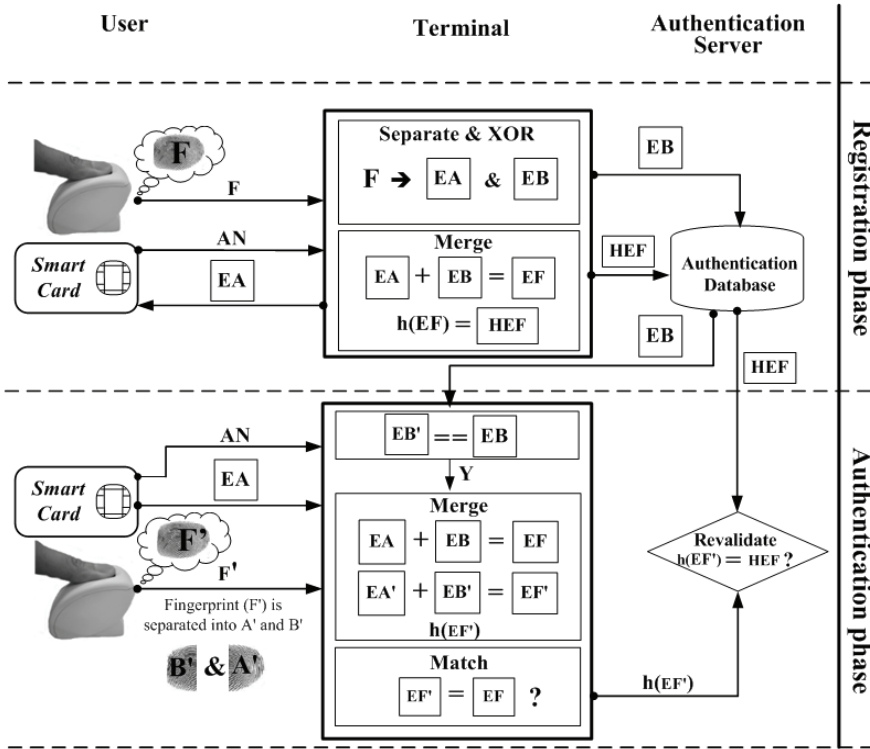 User
Terminal
Authentication
Server
Registration phase
F
F
Separate & XOR
F ➔ EA & EB
EB
AN
Smart
Card
EA
Merge
EA + EB = EF
h(EF) = HEF
HEF
Authentication
Database
EB
HEF
Authentication phase
AN
EB' == EB
Y
Smart
Card
EA
Merge
EA + EB = EF
EA' + EB' = EF'
h(EF')
F'
F'
Fingerprint (F') is
separated into A' and B'
B' & A'
Revalidate
h(EF') = HEF ?
Match
EF' = EF ?
h(EF')